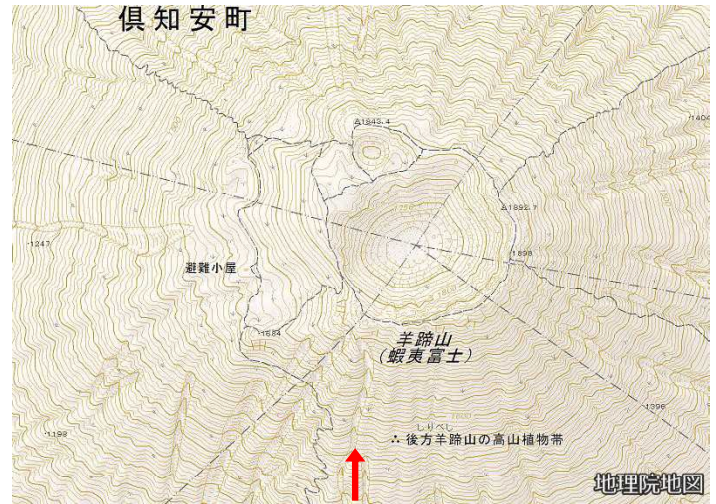 倶知安町
1843.4
1404
1892.7
1247
1898
避難小屋
1684
羊蹄山
(蝦夷富士)
1396
しりべし
後方羊蹄山の高山植物帯
1198
地理院地図